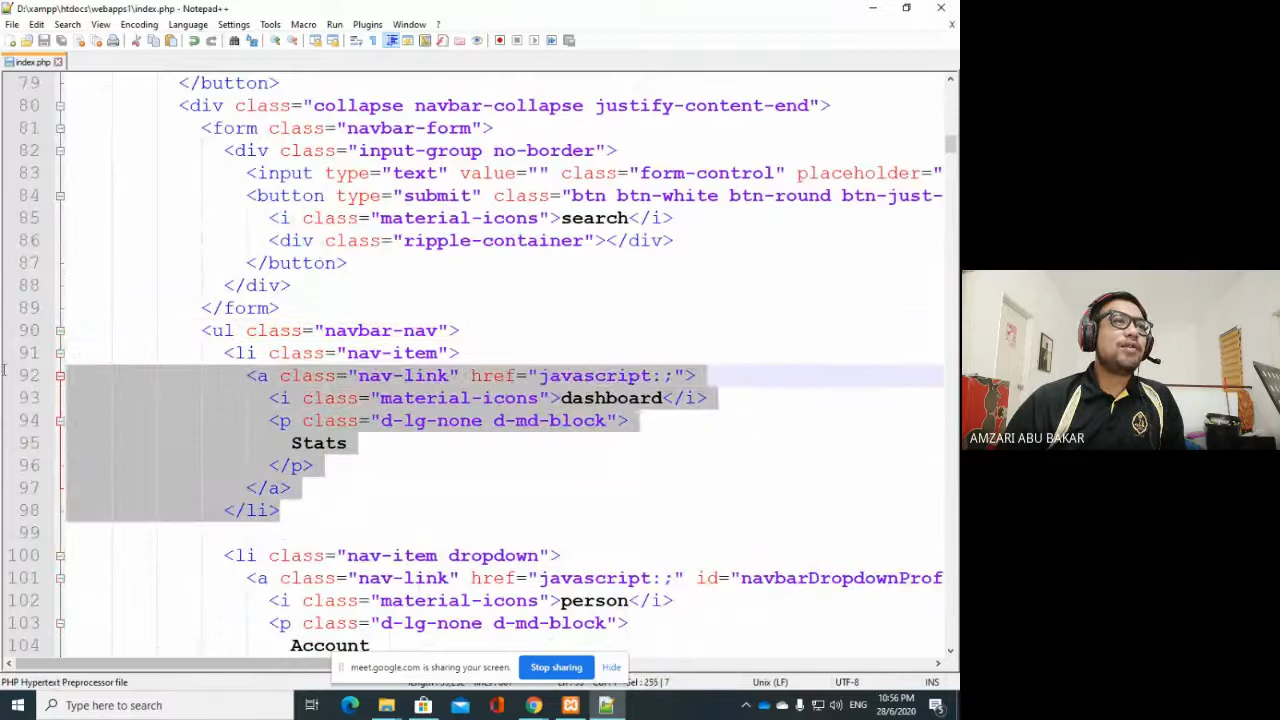 D:\xampp\htdocs\webapps1\index.php - Notepad++
File Edit Search View Encoding Language Settings Tools Macro Run Plugins Window ? X
index.php
79 </button>
80 <div class="collapse navbar-collapse justify-content-end">
81 <form class="navbar-form">
82 <div class="input-group no-border">
83 <input type="text" value="" class="form-control" placeholder="
84 <button type="submit" class="btn btn-white btn-round btn-just-
85 <i class="material-icons">search</i>
86 <div class="ripple-container"></div>
87 </button>
88 </div>
89 </form>
90 <ul class="navbar-nav">
91 <li class="nav-item">
92 <a class="nav-link" href="javascript:;">
93 <i class="material-icons">dashboard</i>
94 <p class="d-lg-none d-md-block">
95 Stats
96 </p>
97 </a>
98 </li>
99
100 <li class="nav-item dropdown">
101 <a class="nav-link" href="javascript:;" id="navbarDropdownProf
102 <i class="material-icons">person</i>
103 <p class="d-lg-none d-md-block">
104 Account
meet.google.com is sharing your screen. Stop sharing Hide
PHP Hypertext Preprocessor file Sel : 255 | 7 Unix (LF) UTF-8 INS
Type here to search
ENG
10:56 PM
28/6/2020
5
AMZARI ABU BAKAR